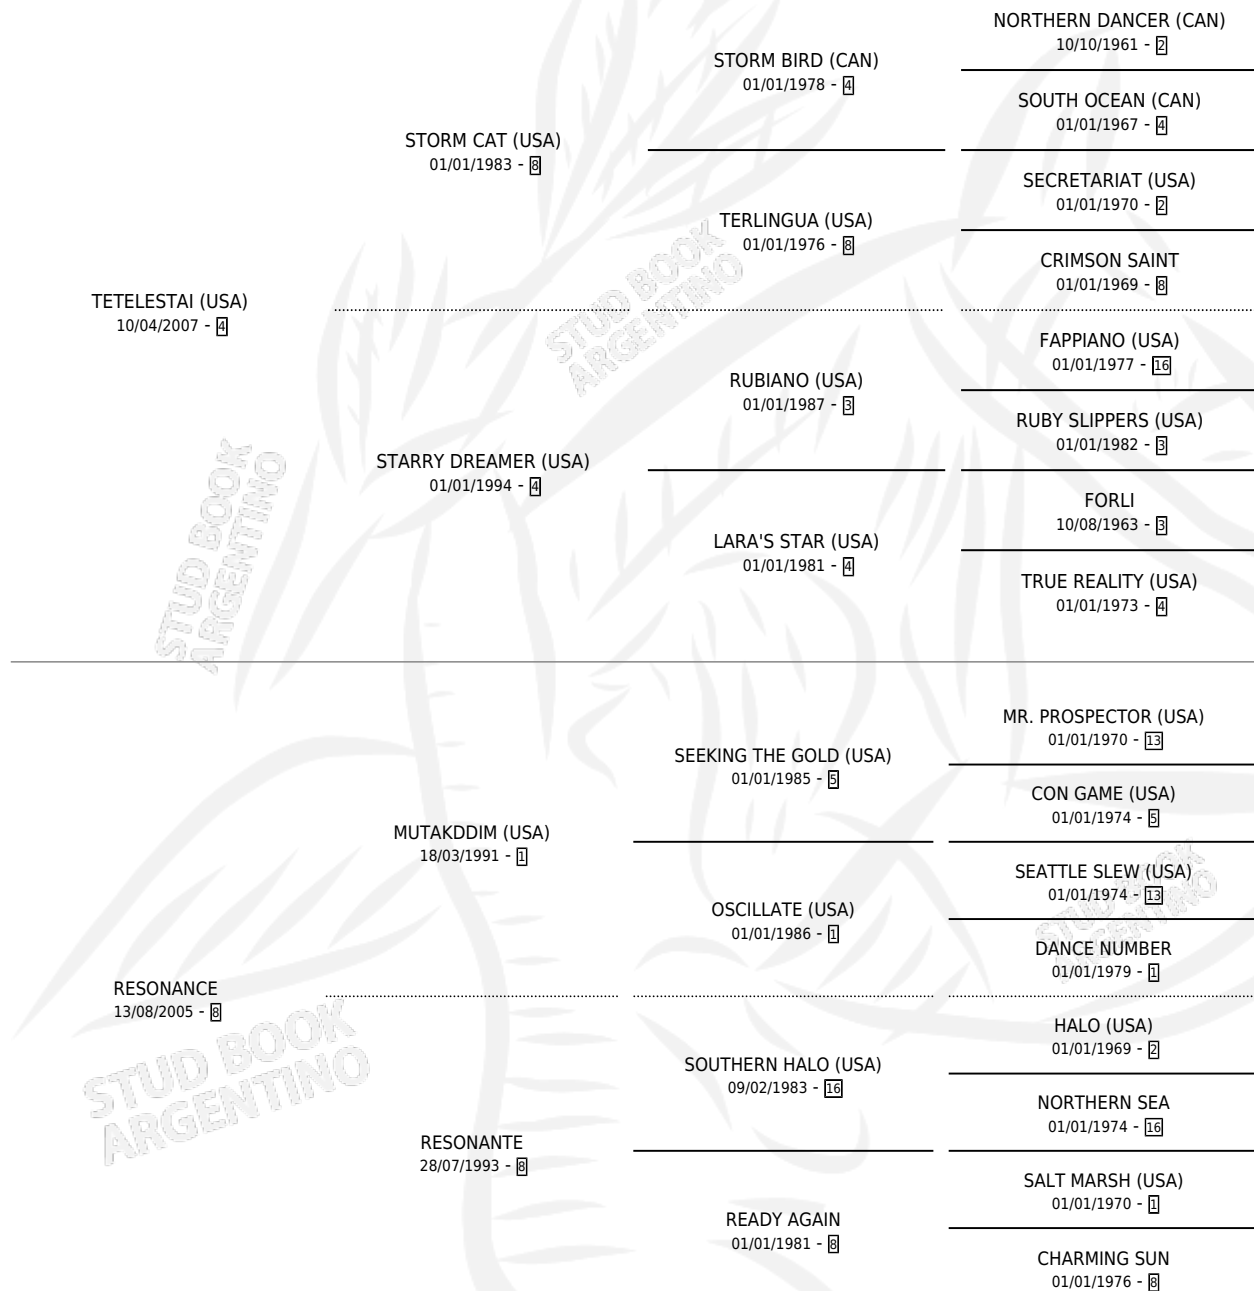 NORTHERN DANCER (CAN)
10/10/1961 - 2
STORM BIRD (CAN)
01/01/1978 - 4
SOUTH OCEAN (CAN)
01/01/1967 - 4
STORM CAT (USA)
01/01/1983 - 8
SECRETARIAT (USA)
01/01/1970 - 2
TERLINGUA (USA)
01/01/1976 - 8
CRIMSON SAINT
01/01/1969 - 8
TETELESTAI (USA)
10/04/2007 - 4
FAPPIANO (USA)
01/01/1977 - 16
RUBIANO (USA)
01/01/1987 - 3
RUBY SLIPPERS (USA)
01/01/1982 - 3
STARRY DREAMER (USA)
01/01/1994 - 4
FORLI
10/08/1963 - 3
LARA'S STAR (USA)
01/01/1981 - 4
TRUE REALITY (USA)
01/01/1973 - 4
STUD BOOK
ARGENTINO
STUD BOOK
ARGENTINO
MR. PROSPECTOR (USA)
01/01/1970 - 13
SEEKING THE GOLD (USA)
01/01/1985 - 5
CON GAME (USA)
01/01/1974 - 5
MUTAKDDIM (USA)
18/03/1991 - 1
SEATTLE SLEW (USA)
01/01/1974 - 13
OSCILLATE (USA)
01/01/1986 - 1
DANCE NUMBER
01/01/1979 - 1
RESONANCE
13/08/2005 - 8
HALO (USA)
01/01/1969 - 2
SOUTHERN HALO (USA)
09/02/1983 - 16
NORTHERN SEA
01/01/1974 - 16
RESONANTE
28/07/1993 - 8
SALT MARSH (USA)
01/01/1970 - 1
READY AGAIN
01/01/1981 - 8
CHARMING SUN
01/01/1976 - 8
STUD BOOK
ARGENTINO
STUD BOOK
ARGENTINO